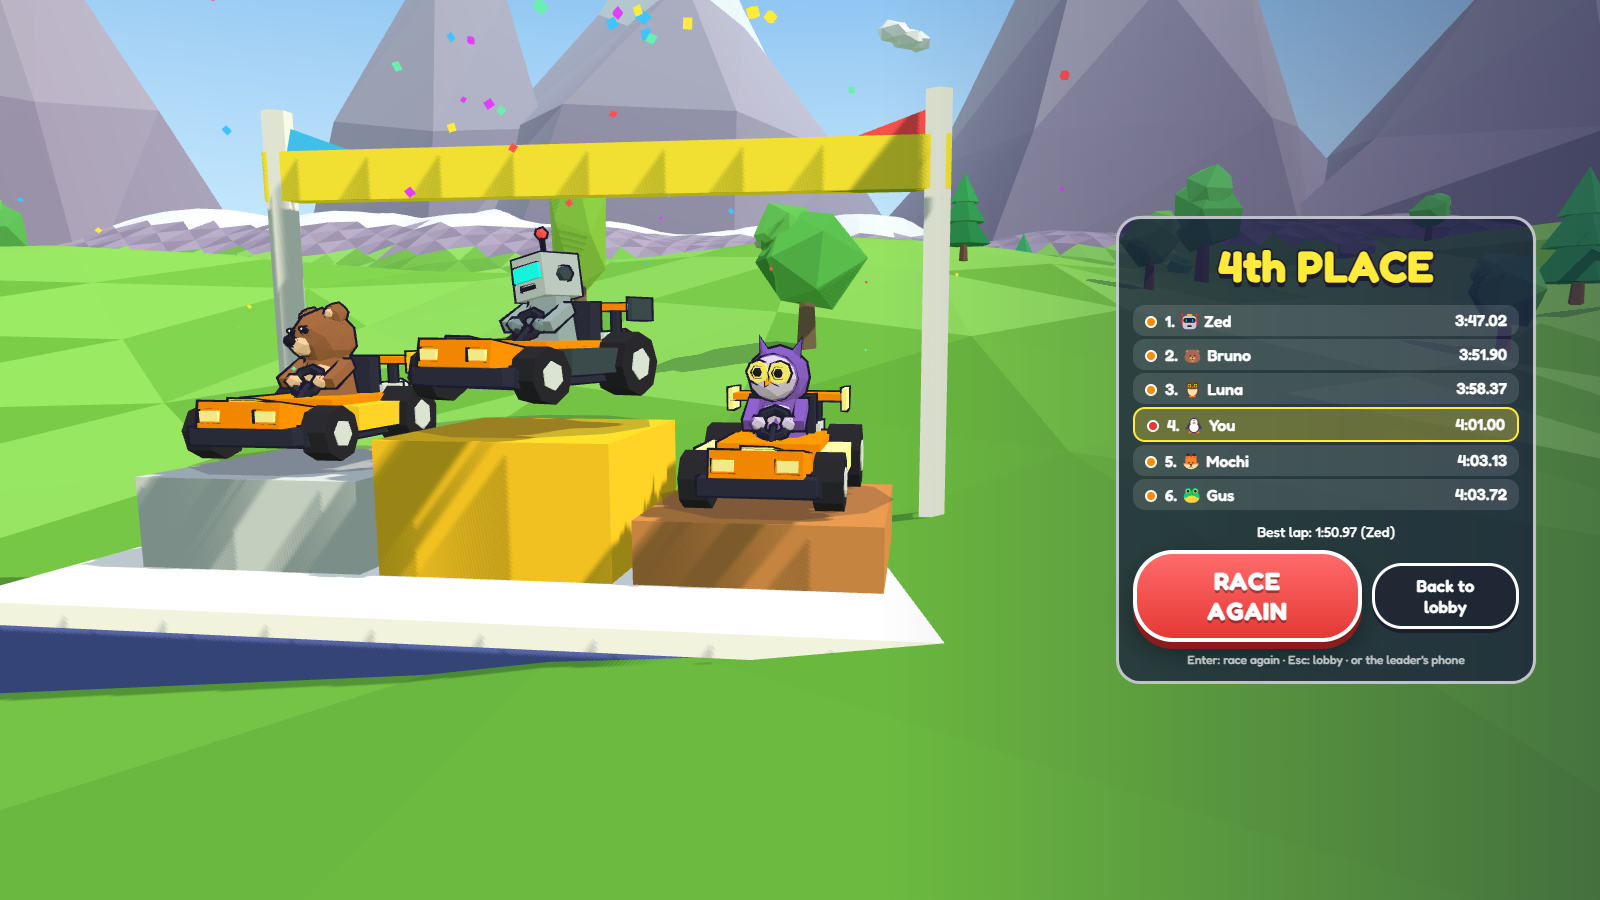 4th PLACE
1. Zed 3:47.02
2. Bruno 3:51.90
3. Luna 3:58.37
4. You 4:01.00
5. Mochi 4:03.13
6. Gus 4:03.72
Best lap: 1:50.97 (Zed)
RACE
AGAIN
Back to
lobby
Enter: race again · Esc: lobby · or the leader's phone